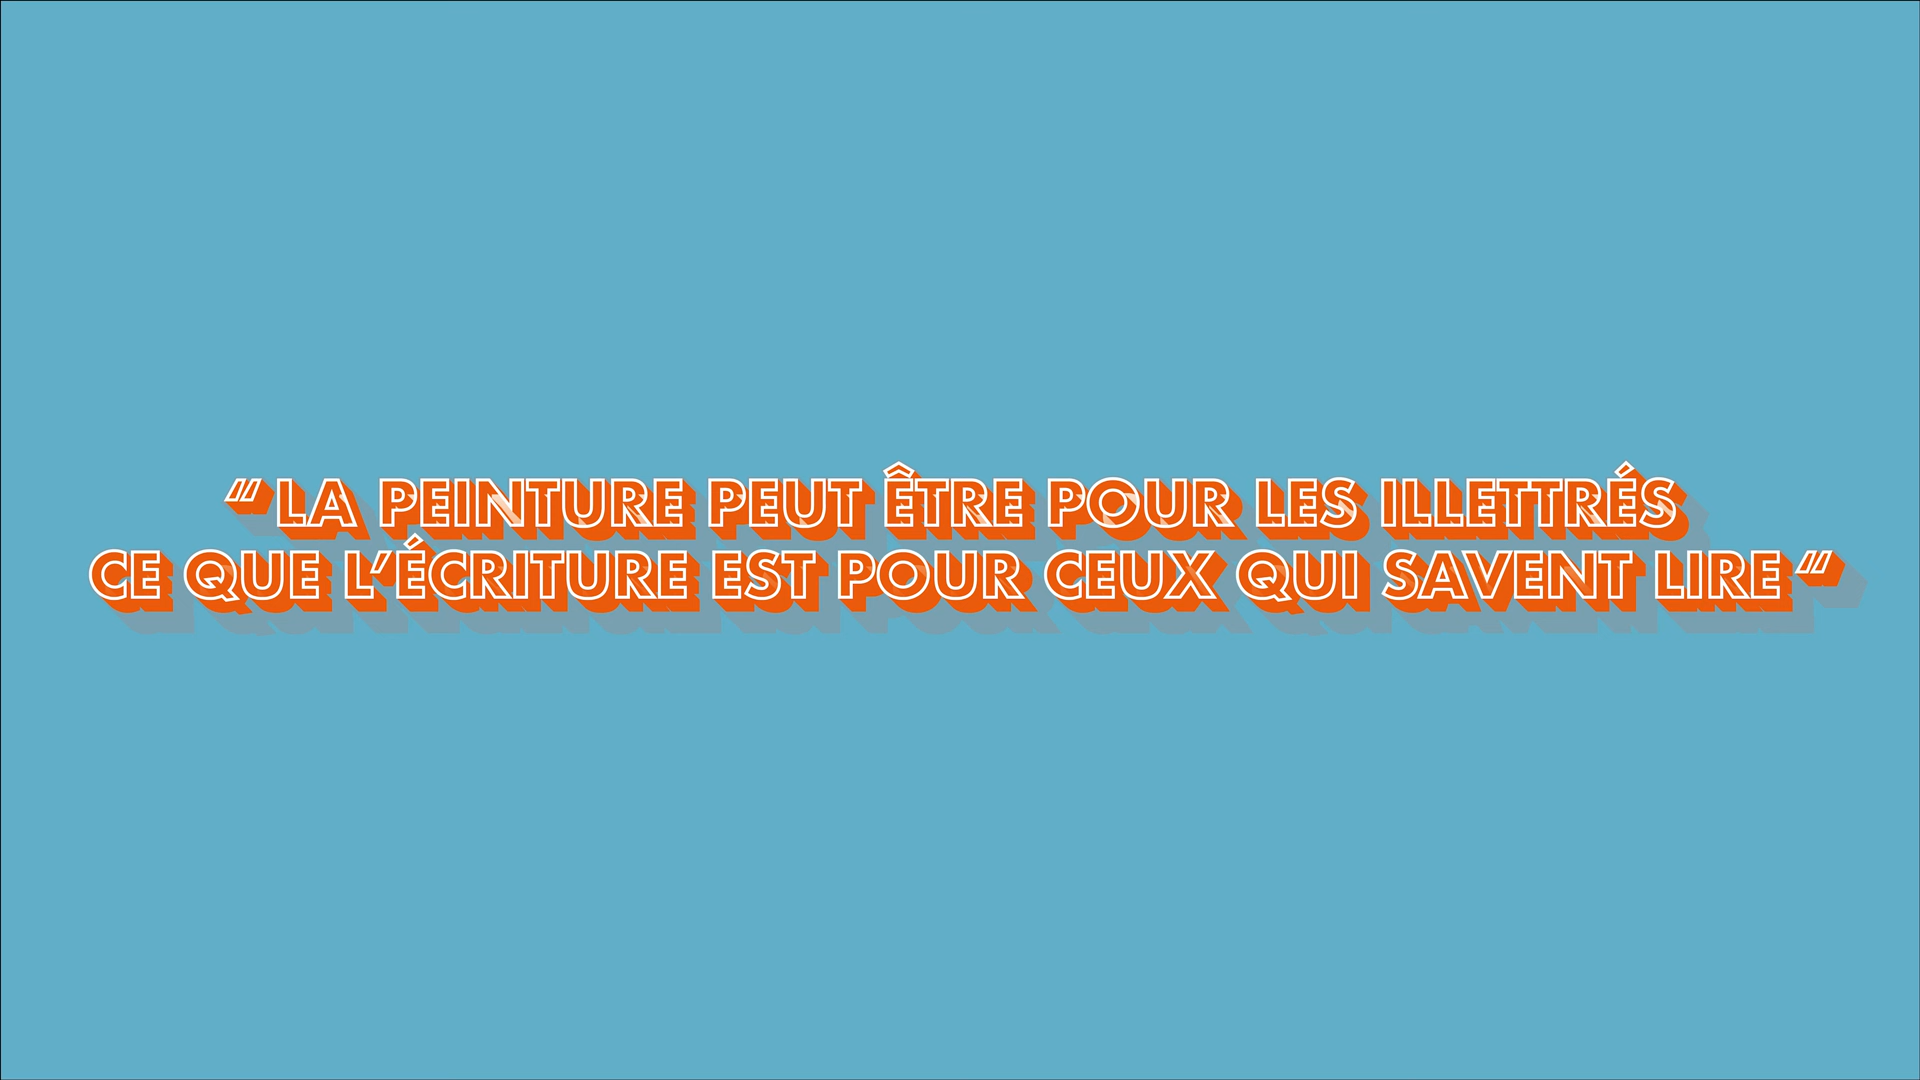 “ LA PEINTURE PEUT ÊTRE POUR LES ILLETTRÉS
CE QUE L’ÉCRITURE EST POUR CEUX QUI SAVENT LIRE “